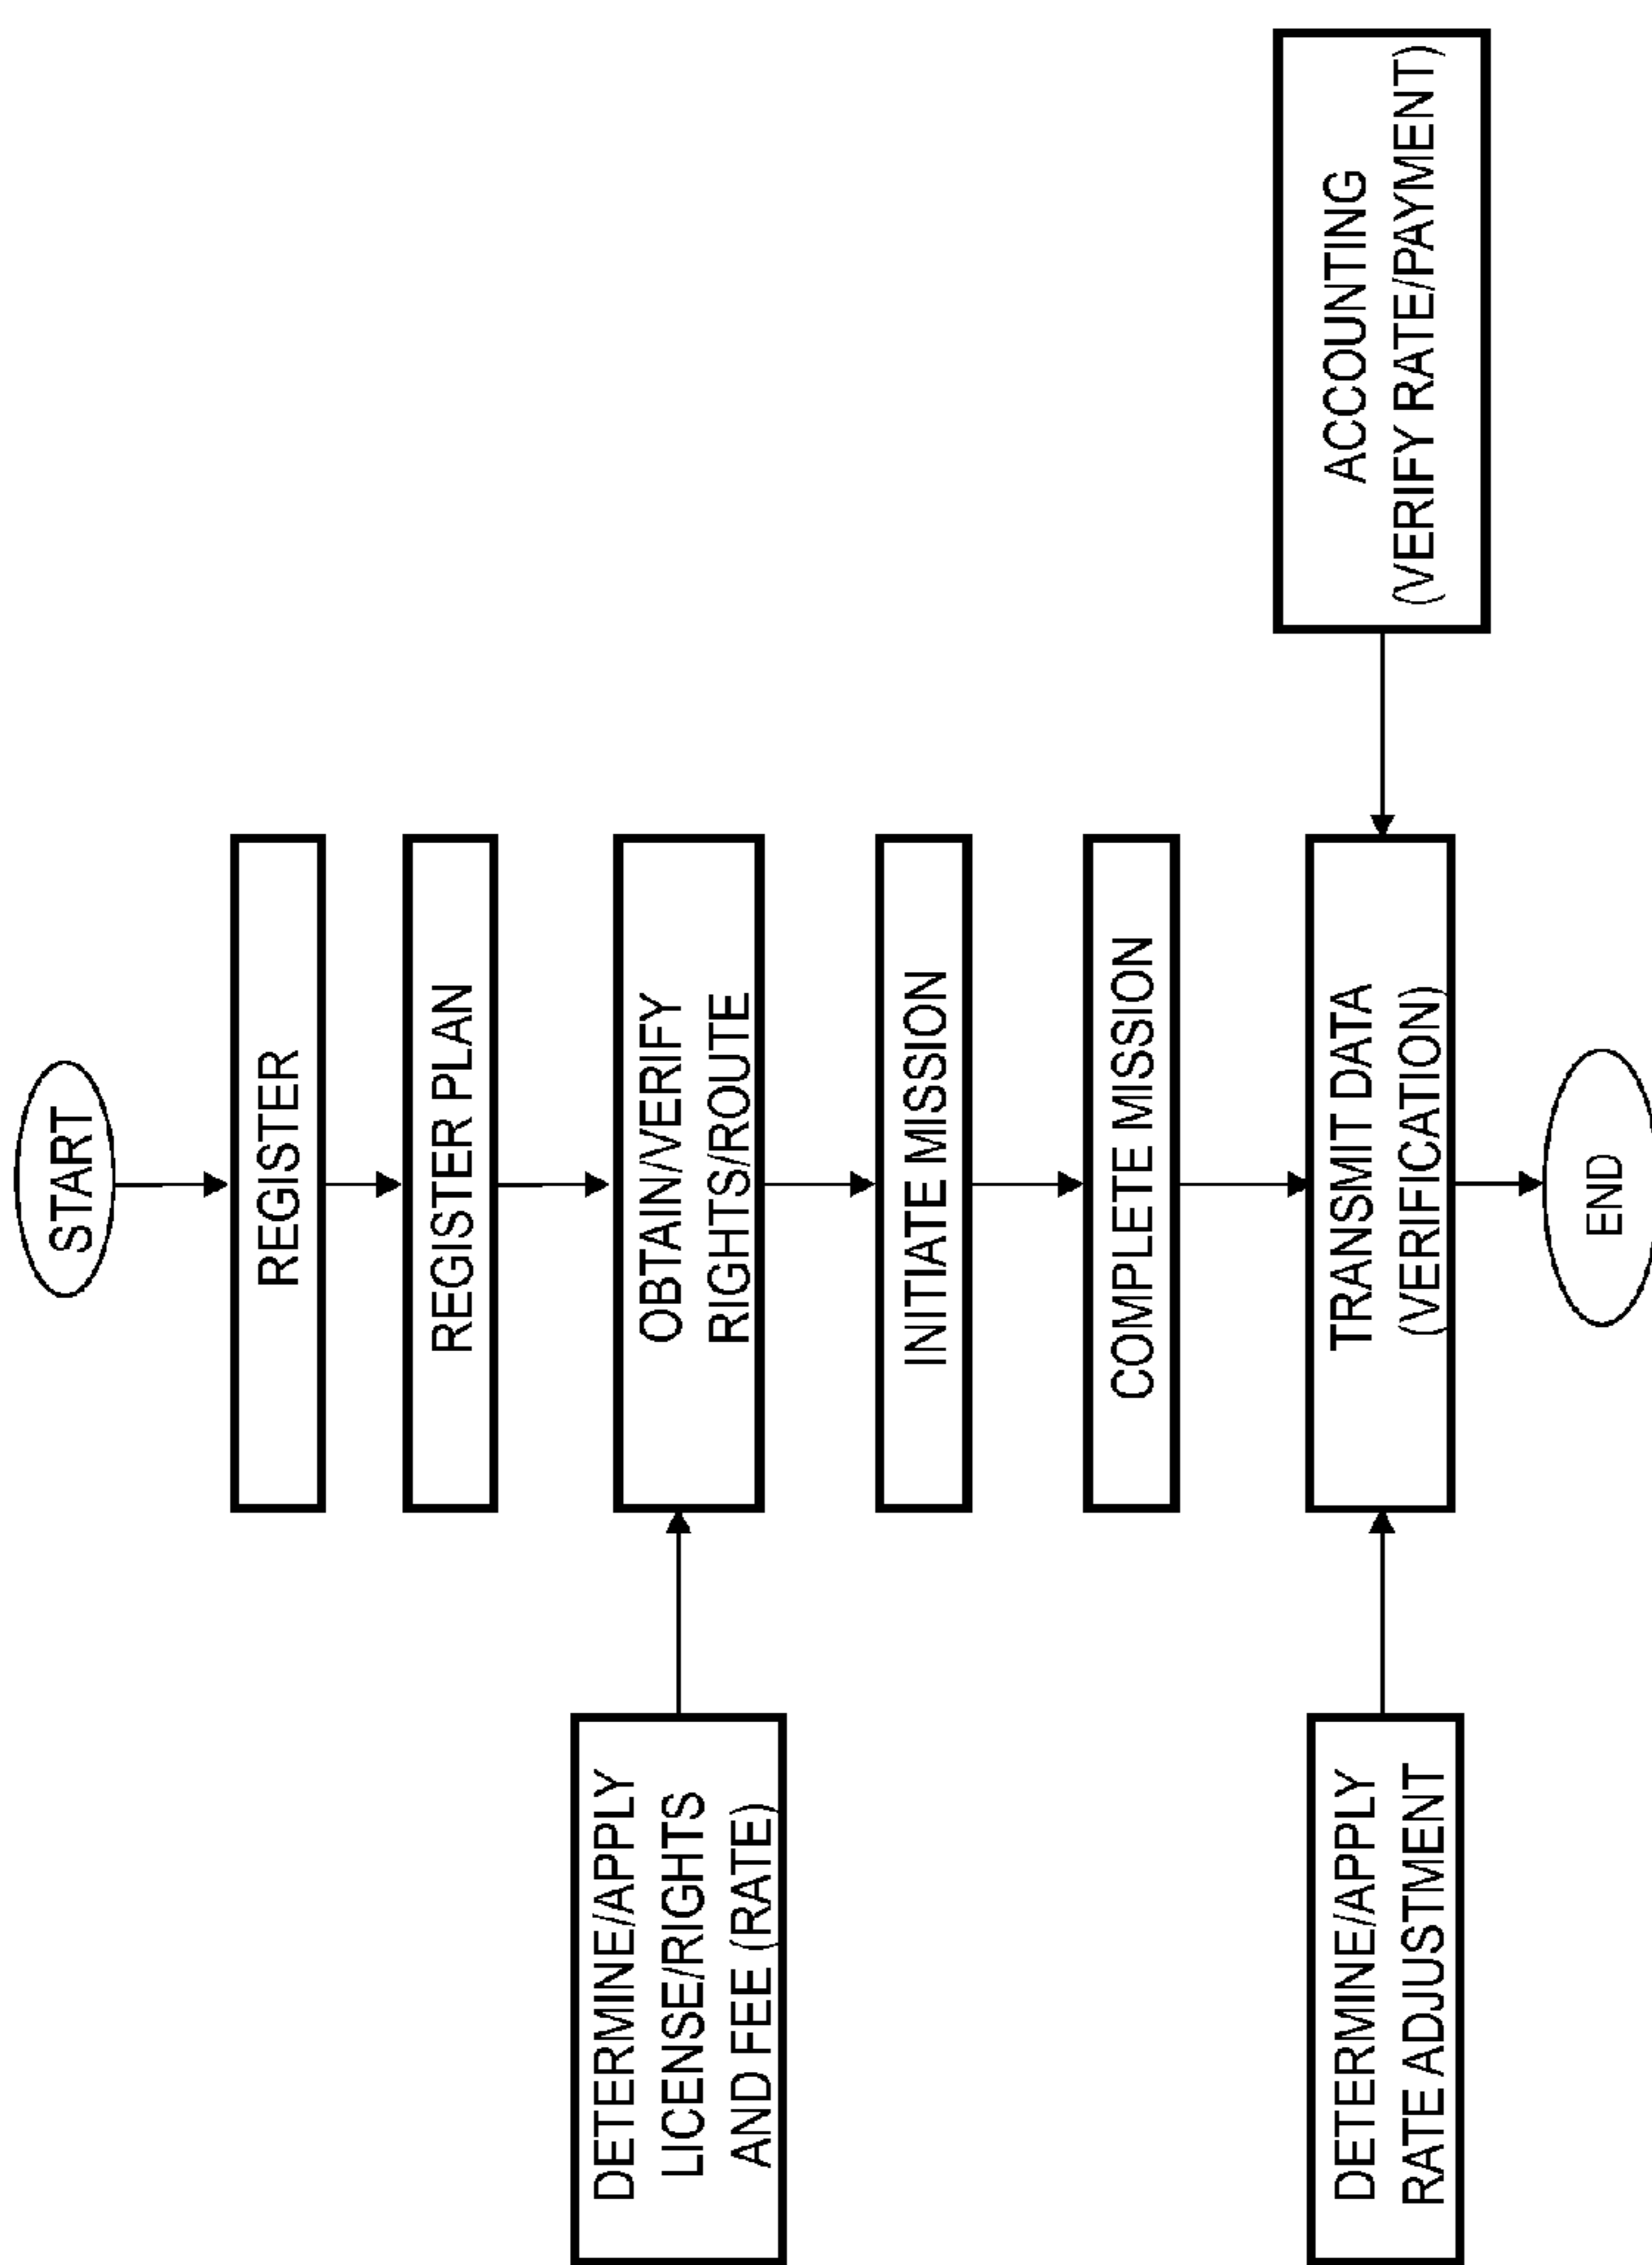 START
REGISTER
REGISTER PLAN
DETERMINE/APPLY
LICENSE/RIGHTS
AND FEE (RATE)
OBTAIN/VERIFY
RIGHTS/ROUTE
INITIATE MISSION
COMPLETE MISSION
DETERMINE/APPLY
RATE ADJUSTMENT
TRANSMIT DATA
(VERIFICATION)
ACCOUNTING
(VERIFY RATE/PAYMENT)
END